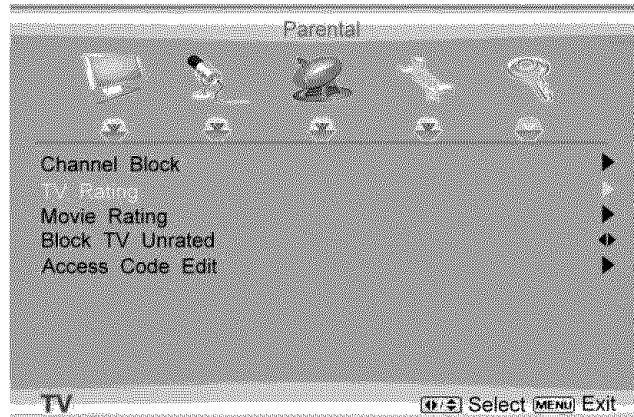 Parental
Channel Block
TV Rating
Movie Rating
Block TV Unrated
Access Code Edit
TV Select MENU Exit